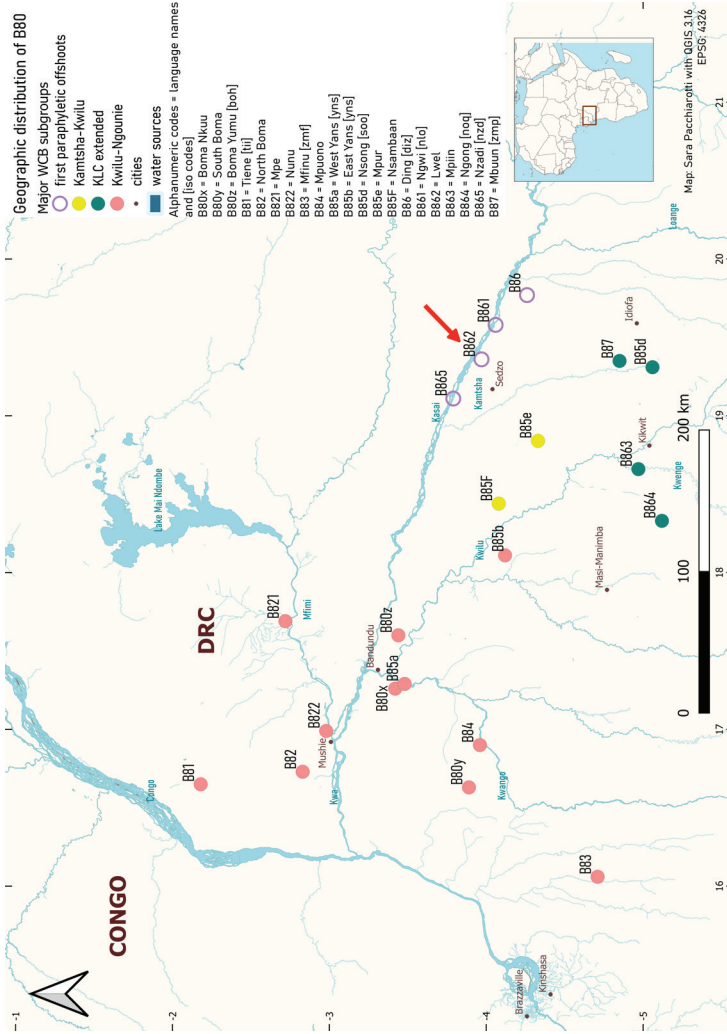 Geographic distribution of B80
Major WCB subgroups
first paraphyletic offshoots
Kamtsha-Kwilu
KLC extended
Kwilu-Ngounie
cities
water sources
Alphanumeric codes = language names
and [iso codes]
B80x = Boma Nkuu
B80y = South Boma
B80z = Boma Yumu [boh]
B81 = Tiene [tii]
B82 = North Boma
B821 = Mpe
B822 = Nunu
B83 = Mfinu [zmf]
B84 = Mpuono
B85a = West Yans [yns]
B85b = East Yans [yns]
B85d = Nsong [soo]
B85e = Mpur
B85F = Nsambaan
B86 = Ding [diz]
B861 = Ngwi [nlo]
B862 = Lwel
B863 = Mpiin
B864 = Ngong [noq]
B865 = Nzadi [nzd]
B87 = Mbuun [zmp]
CONGO
DRC
Congo
Lake Mai Ndombe
B81
B82
B821
Mfimi
B822
Mushie
Kwa
Bandundu
B80x
B85a
B80z
Kasai
B865
B862
B861
B86
Kamtsha
Sedzo
Kwilu
B85b
B85F
B85e
B80y
B84
Kwango
B83
Brazzaville
Kinshasa
Masi-Manimba
B864
B863
Kikwit
Kwenge
B87
B85d
Idiofa
Loange
-1
-2
-3
-4
-5
16
17
18
19
20
21
0
100
200 km
Map: Sara Pacchiarotti with QGIS 3.16
EPSG: 4326